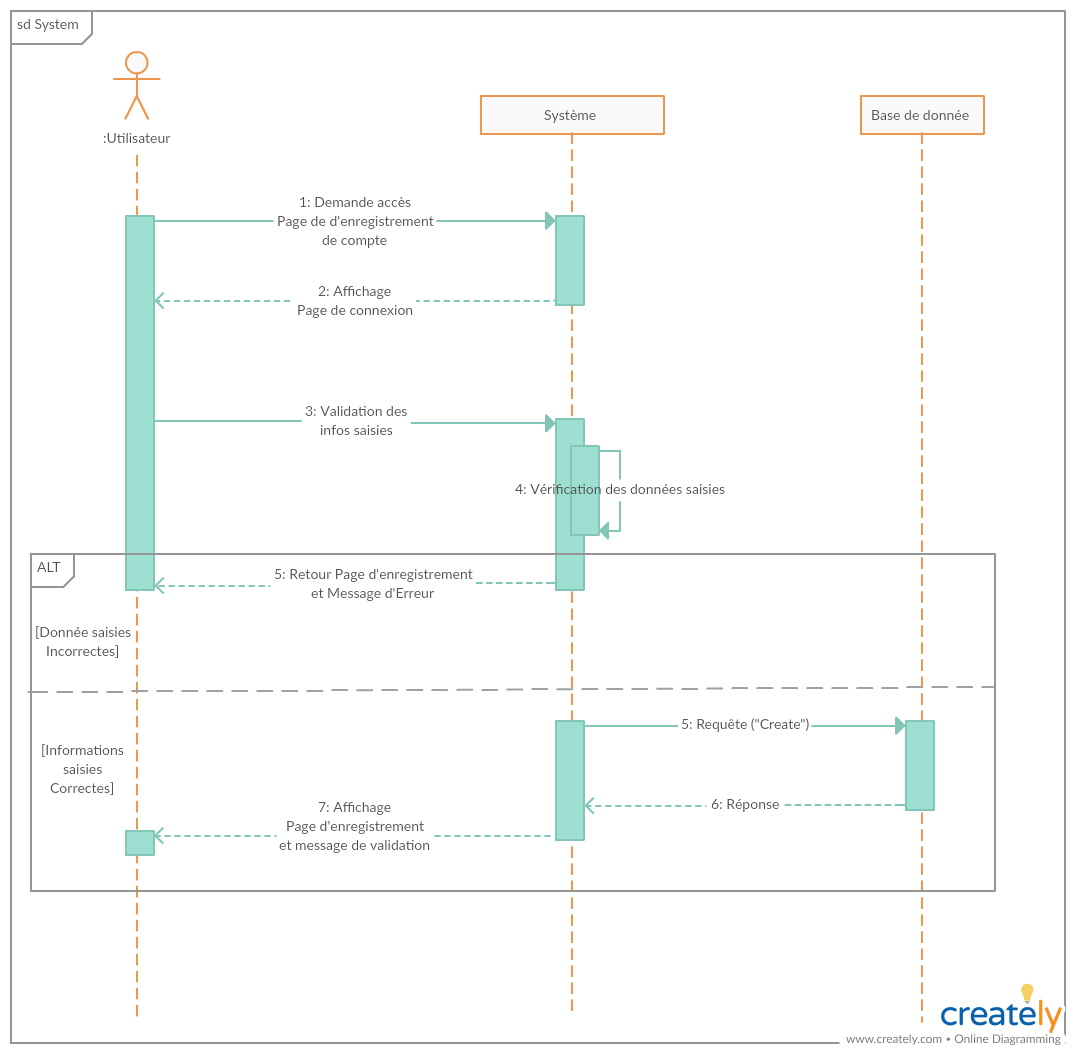 sd System
:Utilisateur
Système
Base de donnée
1: Demande accès
Page de d'enregistrement
de compte
2: Affichage
Page de connexion
3: Validation des
infos saisies
4: Vérification des données saisies
ALT
5: Retour Page d'enregistrement
et Message d'Erreur
[Donnée saisies
Incorrectes]
5: Requête ("Create")
[Informations
saisies
Correctes]
6: Réponse
7: Affichage
Page d'enregistrement
et message de validation
creately
www.creately.com • Online Diagramming